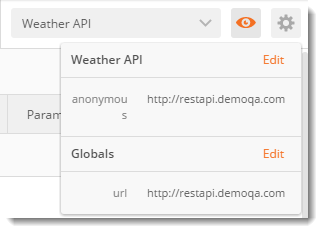 Weather API
Weather API Edit
anonymou http://restapi.demoqa.com
s
Param
Globals Edit
url http://restapi.demoqa.com